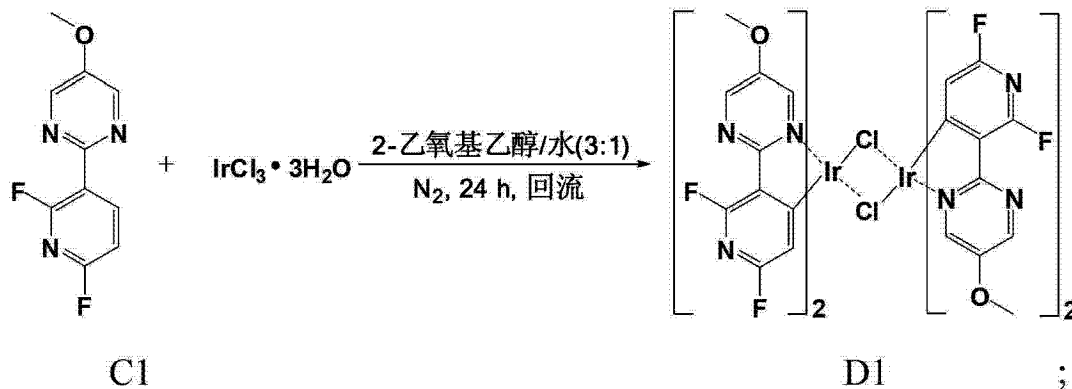 O
N N
F
N
F
+
IrCl₃ • 3H₂O
2-乙氧基乙醇/水(3:1)
N₂, 24 h, 回流
O
N N
F
N
F
2
Ir
Cl
Cl
Ir
F
N
F
N N
O
2
C1 D1 ;